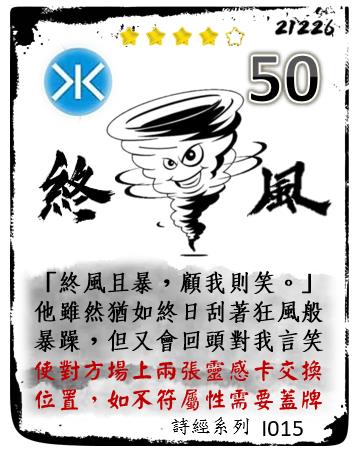 21226
50
終風
「終風且暴，顧我則笑。」
他雖然猶如終日刮著狂風般
暴躁，但又會回頭對我言笑
使對方場上兩張靈感卡交換
位置，如不符屬性需要蓋牌
詩經系列 I015